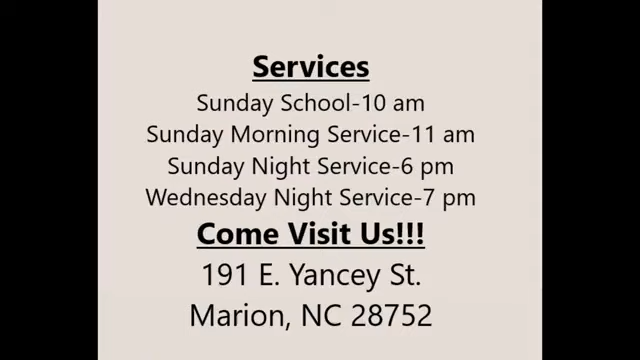 Services
Sunday School-10 am
Sunday Morning Service-11 am
Sunday Night Service-6 pm
Wednesday Night Service-7 pm
Come Visit Us!!!
191 E. Yancey St.
Marion, NC 28752